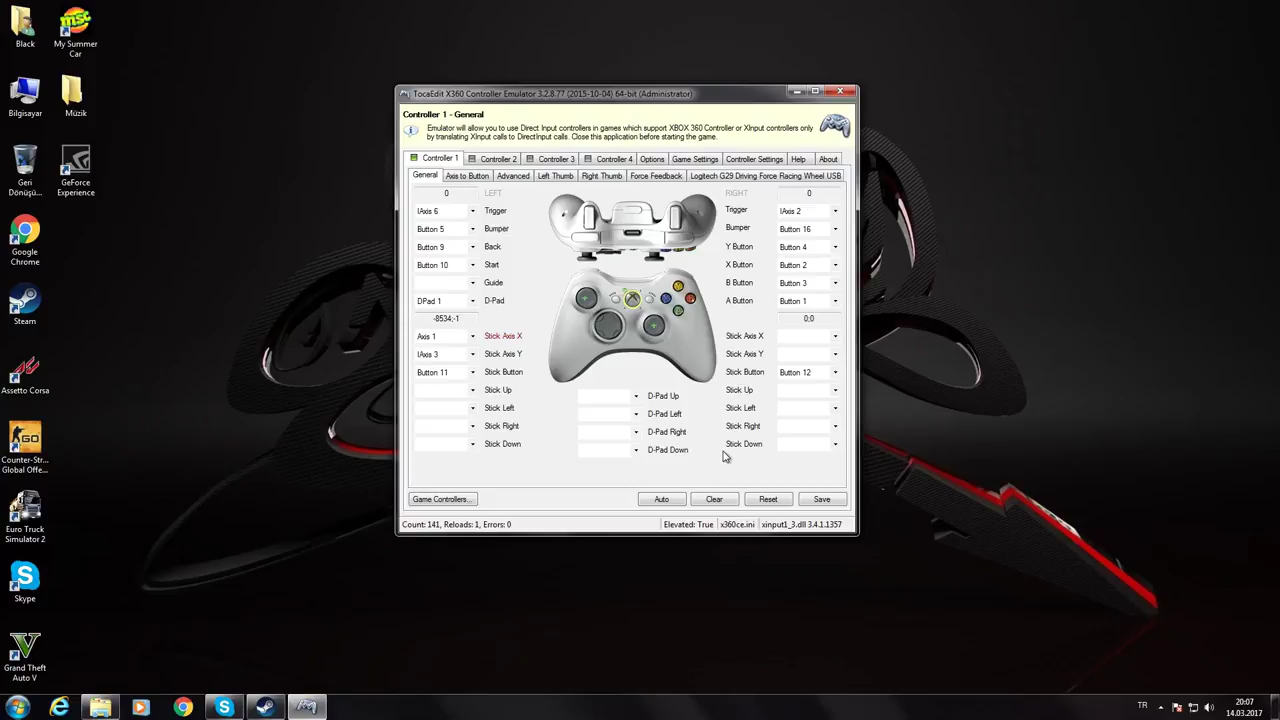 Black
My Summer
Car
Bilgisayar
Müzik
Geri
Dönüşü...
GeForce
Experience
Google
Chrome
Steam
Assetto Corsa
Counter-Str...
Global Offe...
Euro Truck
Simulator 2
Skype
Grand Theft
Auto V
TocaEdit X360 Controller Emulator 3.2.8.77 (2015-10-04) 64-bit (Administrator)
Controller 1 - General
Emulator will allow you to use Direct Input controllers in games which support XBOX 360 Controller or XInput controllers only
by translating XInput calls to DirectInput calls. Close this application before starting the game.
Controller 1 Controller 2 Controller 3 Controller 4 Options Game Settings Controller Settings Help About
General Axis to Button Advanced Left Thumb Right Thumb Force Feedback Logitech G29 Driving Force Racing Wheel USB
0 LEFT RIGHT 0
IAxis 6 Trigger Trigger IAxis 2
Button 5 Bumper Bumper Button 16
Button 9 Back Y Button Button 4
Button 10 Start X Button Button 2
Guide B Button Button 3
DPad 1 D-Pad A Button Button 1
-8534;-1 0;0
Axis 1 Stick Axis X Stick Axis X
IAxis 3 Stick Axis Y Stick Axis Y
Button 11 Stick Button Stick Button Button 12
Stick Up D-Pad Up Stick Up
Stick Left D-Pad Left Stick Left
Stick Right D-Pad Right Stick Right
Stick Down D-Pad Down Stick Down
Game Controllers... Auto Clear Reset Save
Count: 141, Reloads: 1, Errors: 0 Elevated: True x360ce.ini xinput1_3.dll 3.4.1.1357
TR 20:07
14.03.2017